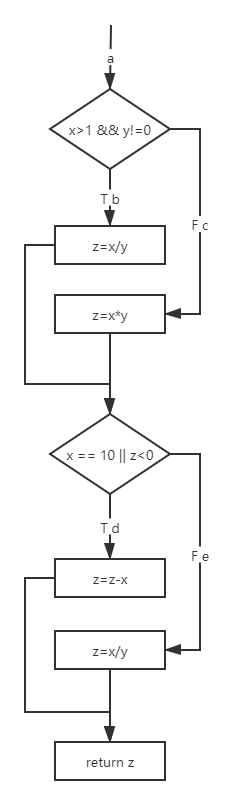 a
x>1 && y!=0
T b
F c
z=x/y
z=x*y
x == 10 || z<0
T d
F e
z=z-x
z=x/y
return z